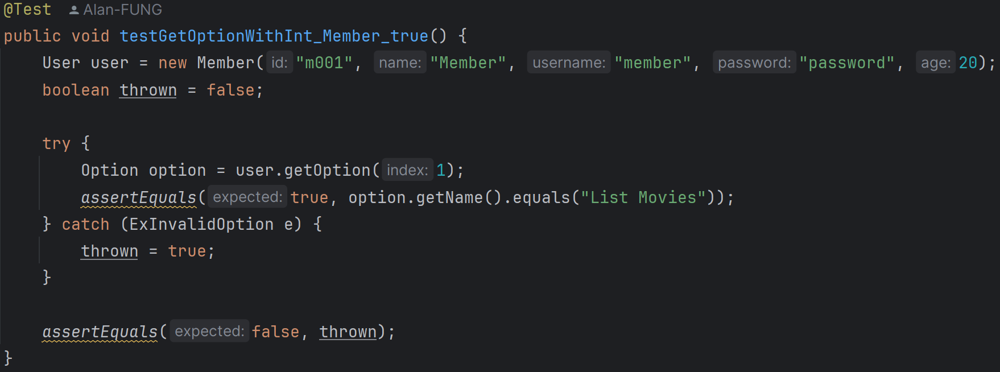 @Test Alan-FUNG
public void testGetOptionWithInt_Member_true() {
User user = new Member( id: "m001", name: "Member", username: "member", password: "password", age: 20);
boolean thrown = false;
try {
Option option = user.getOption( index: 1);
assertEquals( expected: true, option.getName().equals("List Movies"));
} catch (ExInvalidOption e) {
thrown = true;
}
assertEquals( expected: false, thrown);
}